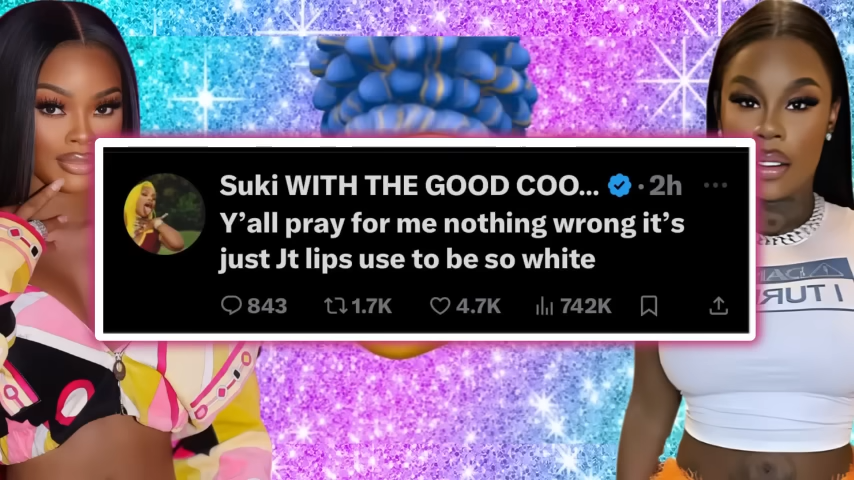 Suki WITH THE GOOD COO... · 2h
Y'all pray for me nothing wrong it's
just Jt lips use to be so white
843 1.7K 4.7K 742K
I TURI